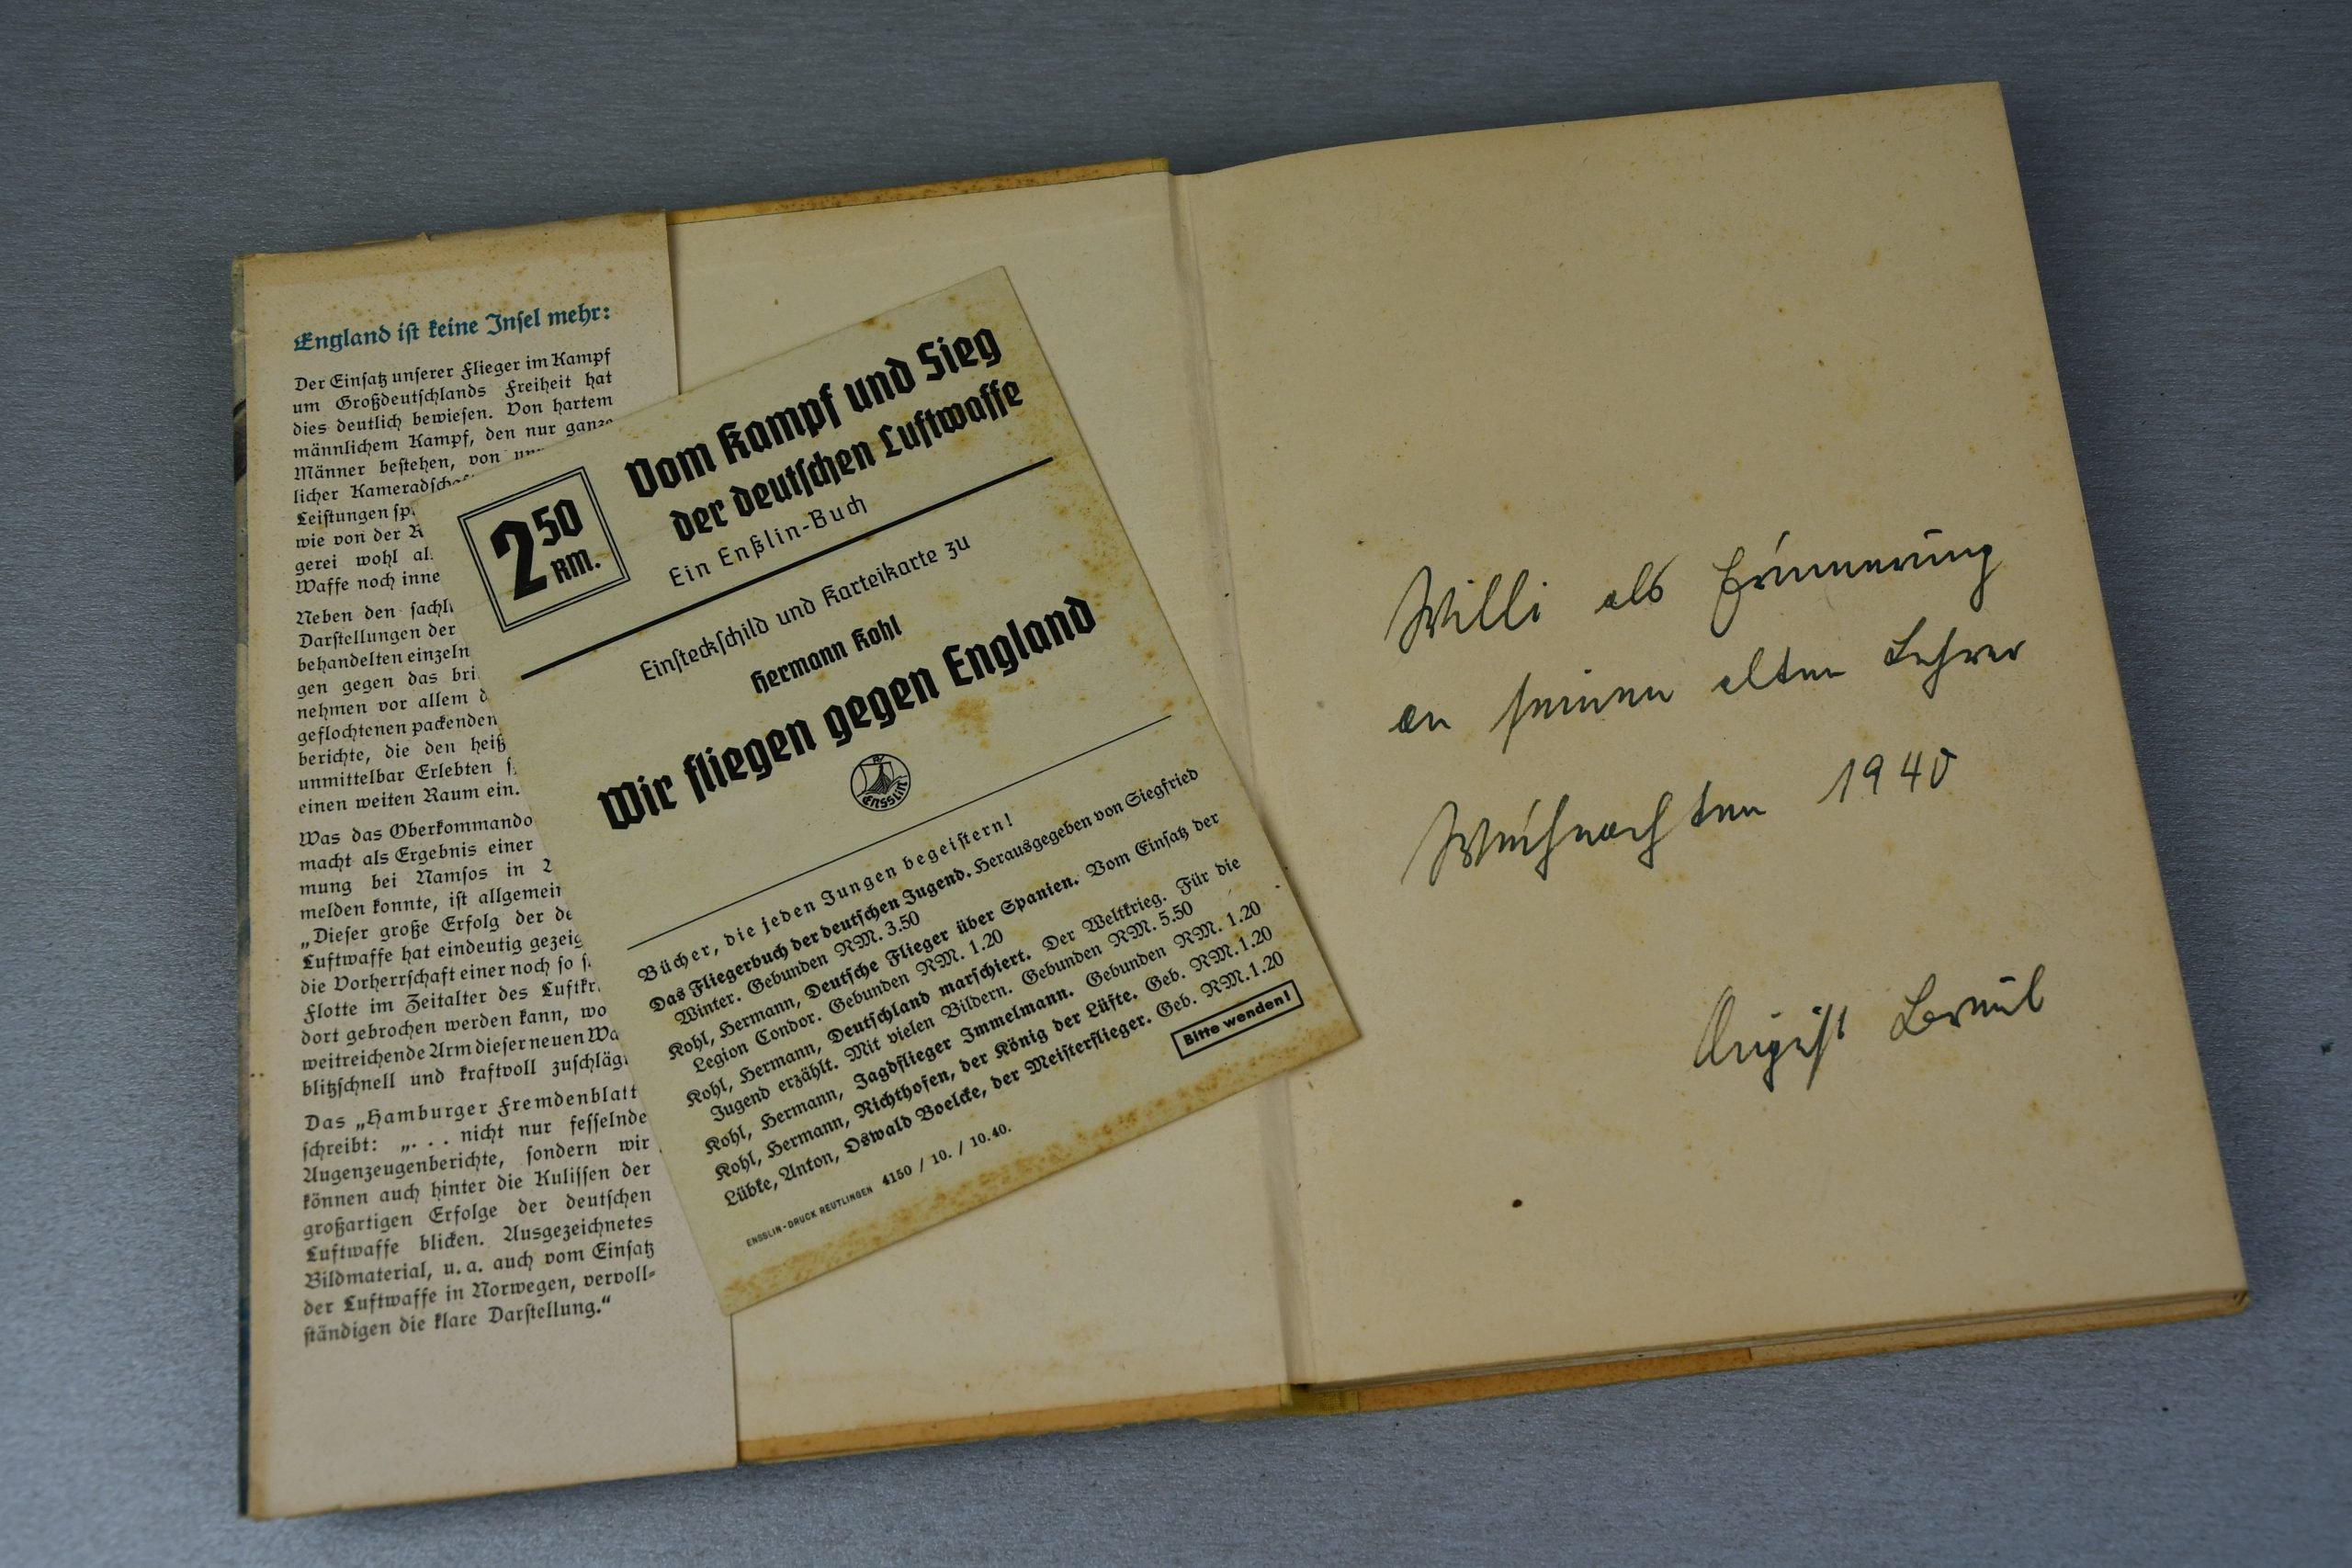 England ist keine Insel mehr:
Der Einsatz unserer Flieger im Kampf
um Großdeutschlands Freiheit hat
dies deutlich bewiesen. Von hartem
männlichem Kampf, den nur ganze
Männer bestehen, von
licher
Leistungen
wie von der
gerei wohl
Waffe noch inne
Neben den
Darstellungen der
behandelten
gen gegen das
nehmen vor allem
geflochtenen packenden
berichte, die den
unmittelbar Erlebten
einen weiten Raum ein.
Was das Oberkommando
macht als Ergebnis einer
mung bei Namsos in
melden konnte, ist
„Dieser große Erfolg der
Luftwaffe hat eindeutig
die Vorherrschaft einer noch so
Flotte im Zeitalter des
dort gebrochen werden kann, wo
weitreichende Arm dieser neuen
blitzschnell und kraftvoll
Das „Hamburger Fremdenblatt
schreibt: „. . . nicht nur fesselnde
Augenzeugenberichte, sondern wir
können auch hinter die Kulissen der
großartigen Erfolge der deutschen
Luftwaffe blicken. Ausgezeichnetes
Bildmaterial, u. a. auch vom Einsatz
der Luftwaffe in Norwegen, vervoll-
ständigen die klare Darstellung.“
2 50
RM.
Vom Kampf und Sieg
der deutschen Luftwaffe
Ein Enßlin-Buch
Einsteckschild und Karteikarte zu
Hermann Kohl
Wir fliegen gegen England
ENSSLIN
Bücher, die jeden Jungen begeistern!
Das Fliegerbuch der deutschen Jugend. Herausgegeben von Siegfried
Winter. Gebunden RM. 3.50
Kohl, Hermann, Deutsche Flieger über Spanien. Vom Einsatz der
Legion Condor. Gebunden RM. 1.20
Kohl, Hermann, Deutschland marschiert. Der Weltkrieg. Für die
Jugend erzählt. Mit vielen Bildern. Gebunden RM. 5.50
Kohl, Hermann, Jagdflieger Immelmann. Gebunden RM. 1.20
Kohl, Hermann, Richthofen, der König der Lüfte. Geb. RM. 1.20
Lübke, Anton, Oswald Boelcke, der Meisterflieger. Geb. RM. 1.20
Bitte wenden!
ENSSLIN-DRUCK REUTLINGEN 4150 / 10. / 10.40.
Willi als Erinnerung
an seinen alten Lehrer
Weihnachten 1940
August